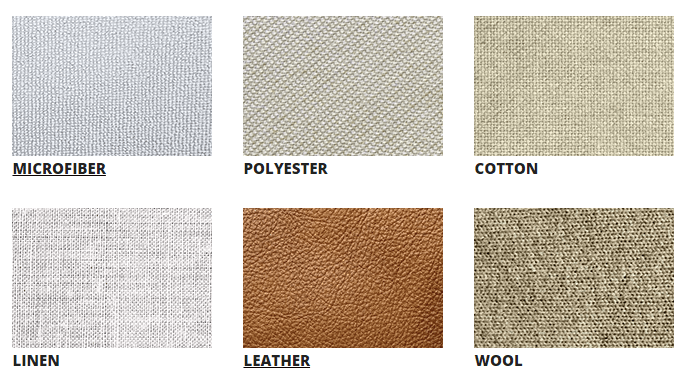 MICROFIBER
POLYESTER
COTTON
LINEN
LEATHER
WOOL